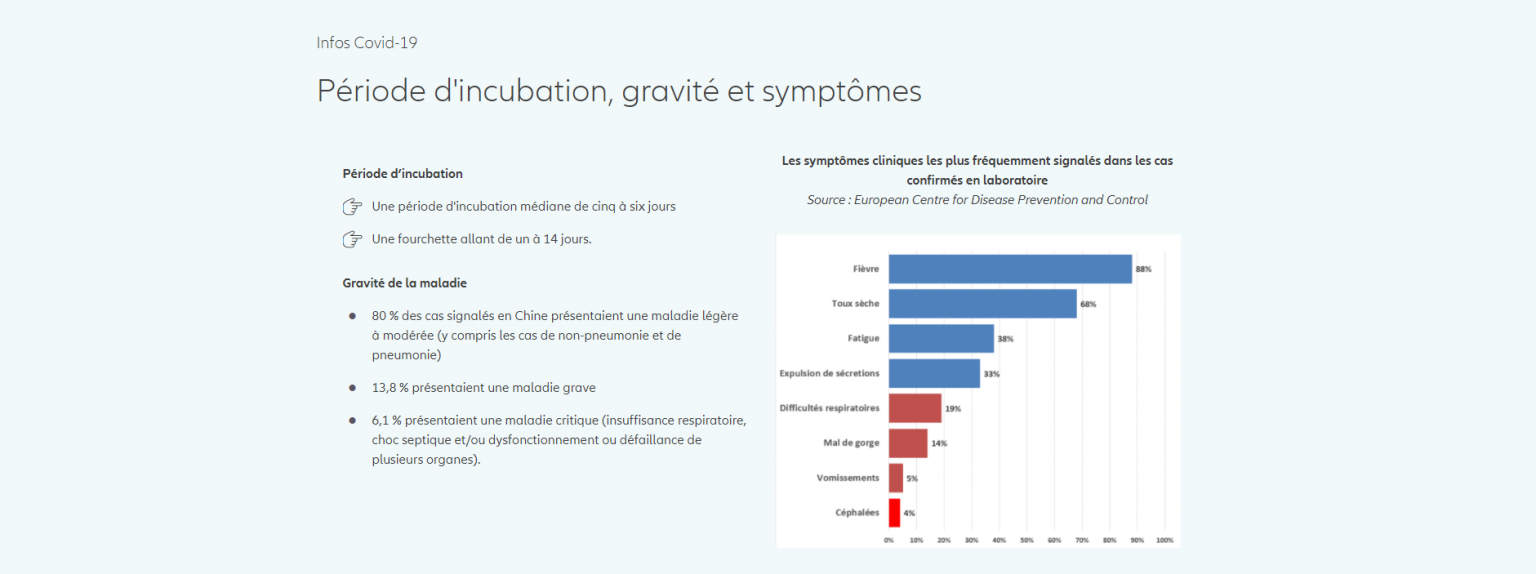 Infos Covid-19
Période d'incubation, gravité et symptômes
Période d’incubation
Une période d'incubation médiane de cinq à six jours
Une fourchette allant de un à 14 jours.
Gravité de la maladie
80 % des cas signalés en Chine présentaient une maladie légère
à modérée (y compris les cas de non-pneumonie et de
pneumonie)
13,8 % présentaient une maladie grave
6,1 % présentaient une maladie critique (insuffisance respiratoire,
choc septique et/ou dysfonctionnement ou défaillance de
plusieurs organes).
Les symptômes cliniques les plus fréquemment signalés dans les cas
confirmés en laboratoire
Source : European Centre for Disease Prevention and Control
Fièvre 88%
Toux sèche 68%
Fatigue 38%
Expulsion de sécretions 33%
Difficultés respiratoires 19%
Mal de gorge 14%
Vomissements 5%
Céphalées 4%
0% 10% 20% 30% 40% 50% 60% 70% 80% 90% 100%